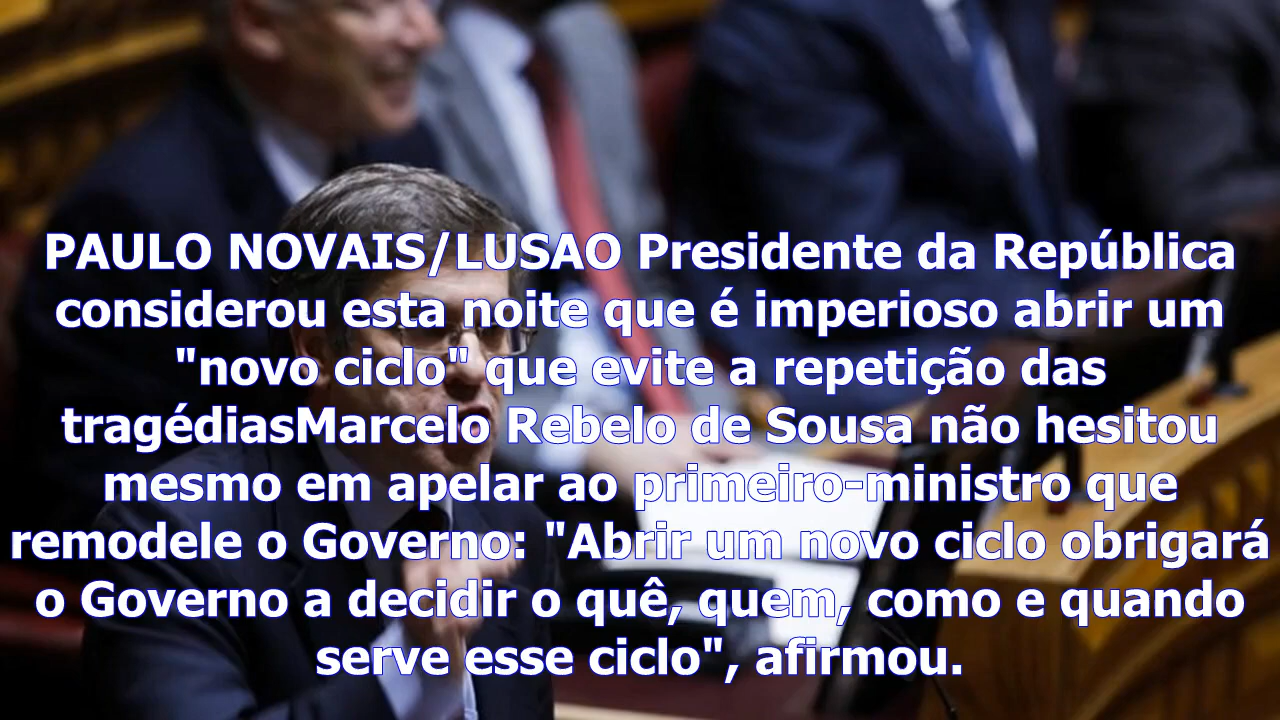 PAULO NOVAIS/LUSAO Presidente da República
considerou esta noite que é imperioso abrir um
"novo ciclo" que evite a repetição das
tragédiasMarcelo Rebelo de Sousa não hesitou
mesmo em apelar ao primeiro-ministro que
remodele o Governo: "Abrir um novo ciclo obrigará
o Governo a decidir o quê, quem, como e quando
serve esse ciclo", afirmou.